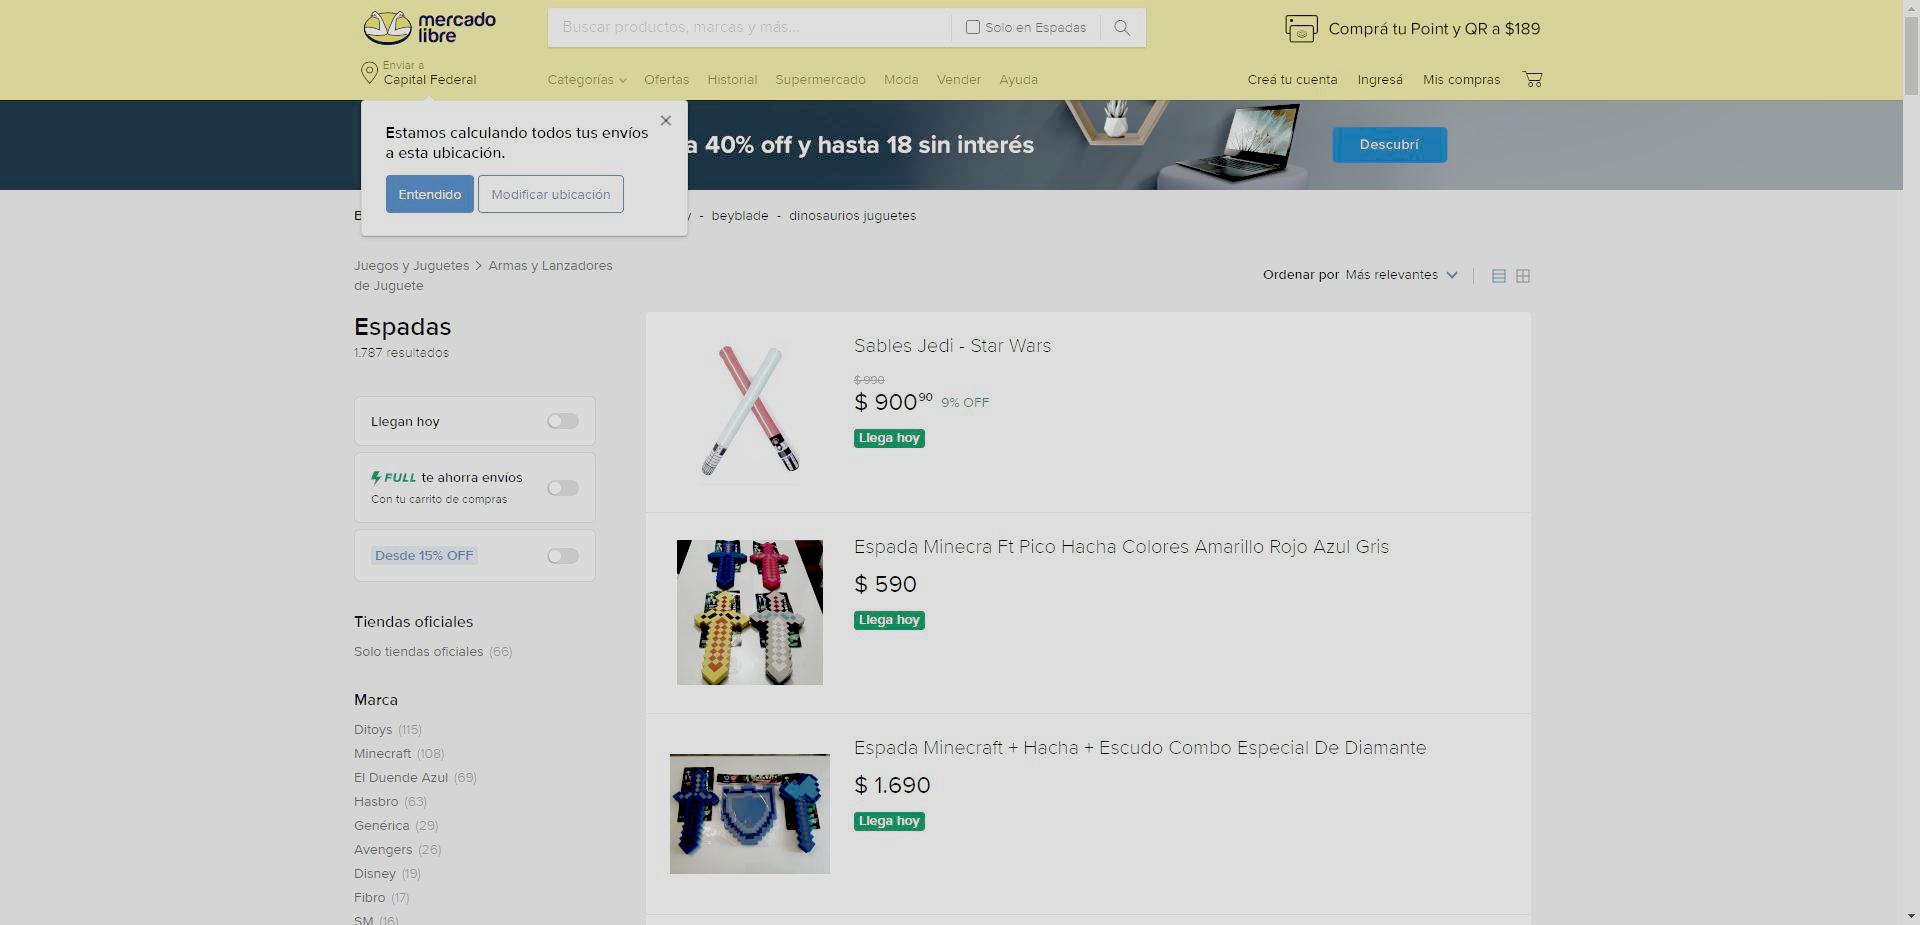 mercado
libre
Buscar productos, marcas y más...
Solo en Espadas
Comprá tu Point y QR a $189
Enviar a
Capital Federal
Categorías
Ofertas
Historial
Supermercado
Moda
Vender
Ayuda
Creá tu cuenta
Ingresá
Mis compras
Estamos calculando todos tus envíos
a esta ubicación.
Entendido
Modificar ubicación
a 40% off y hasta 18 sin interés
Descubrí
B
y - beyblade - dinosaurios juguetes
Juegos y Juguetes > Armas y Lanzadores
de Juguete
Ordenar por Más relevantes
Espadas
1.787 resultados
Llegan hoy
FULL te ahorra envíos
Con tu carrito de compras
Desde 15% OFF
Tiendas oficiales
Solo tiendas oficiales (66)
Marca
Ditoys (115)
Minecraft (108)
El Duende Azul (69)
Hasbro (63)
Genérica (29)
Avengers (26)
Disney (19)
Fibro (17)
SM (16)
Sables Jedi - Star Wars
$ 990
$ 900 90 9% OFF
Llega hoy
Espada Minecra Ft Pico Hacha Colores Amarillo Rojo Azul Gris
$ 590
Llega hoy
Espada Minecraft + Hacha + Escudo Combo Especial De Diamante
$ 1.690
Llega hoy